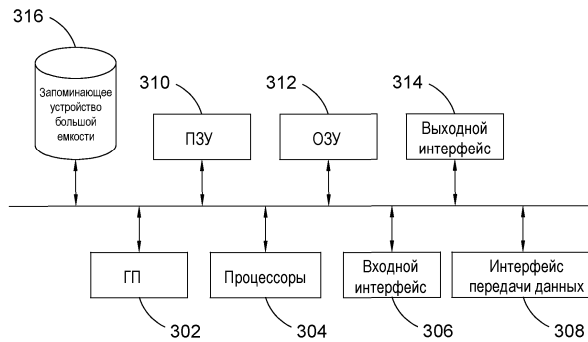 316
Запоминающее
устройство
большой
емкости
310
ПЗУ
312
ОЗУ
314
Выходной
интерфейс
ГП
302
Процессоры
304
Входной
интерфейс
306
Интерфейс
передачи данных
308